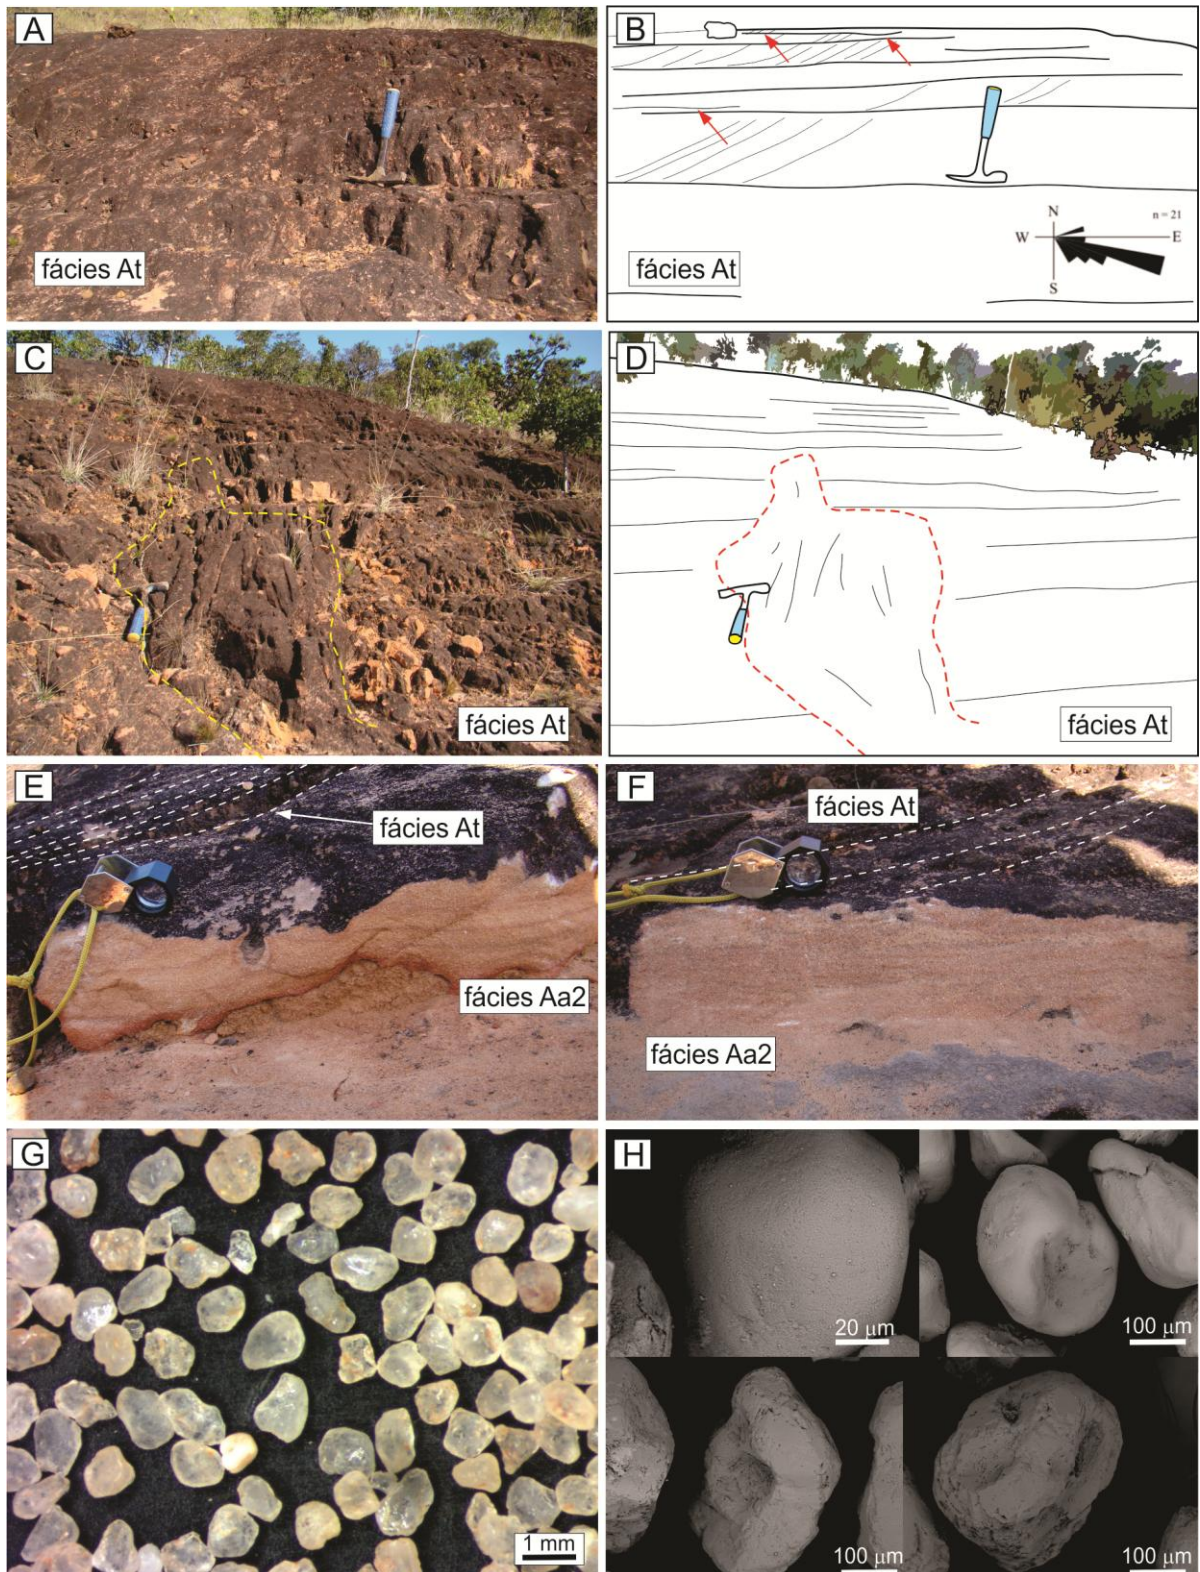 A
fácies At
B
N
n = 21
W
E
S
fácies At
C
fácies At
D
fácies At
E
fácies At
fácies Aa2
F
fácies At
fácies Aa2
G
1 mm
H
20 μm
100 μm
100 μm
100 μm